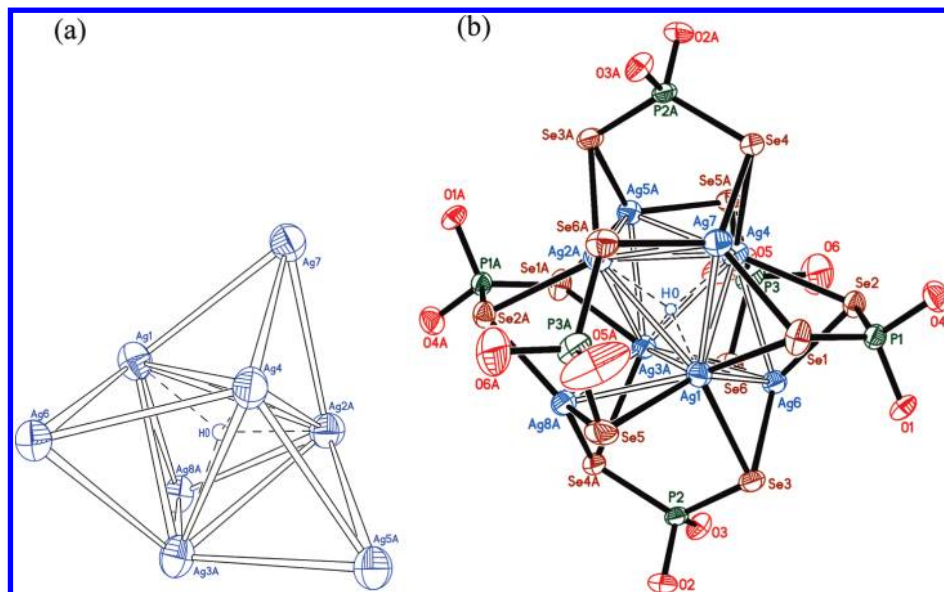 (a)
Ag7
Ag1
Ag4
Ag6
H0
Ag2A
Ag8A
Ag3A
Ag5A
(b)
O2A
O3A
P2A
Se3A
Se4
Se5A
Ag5A
O1A
Se6A
Ag7
Ag4
Ag2A
O5
O6
P1A
Se1A
H0
P3
Se2
Se2A
O4
O4A
P3A
O5A
P1
Se1
Ag3A
Se6
O6A
Ag1
Ag6
Ag8A
O1
Se5
Se4A
Se3
P2
O3
O2